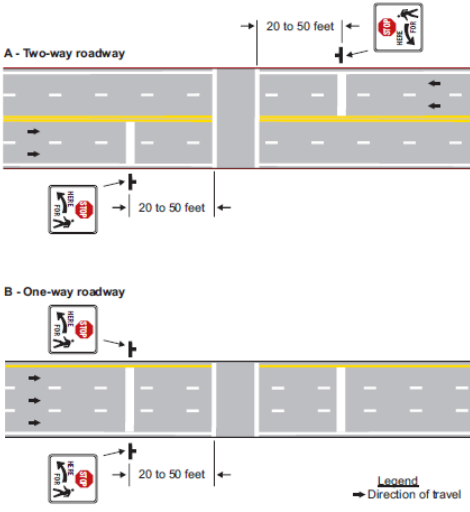 20 to 50 feet
STOP
HERE
FOR
A - Two-way roadway
STOP
HERE
FOR
20 to 50 feet
B - One-way roadway
STOP
HERE
FOR
STOP
HERE
FOR
20 to 50 feet
Legend
Direction of travel